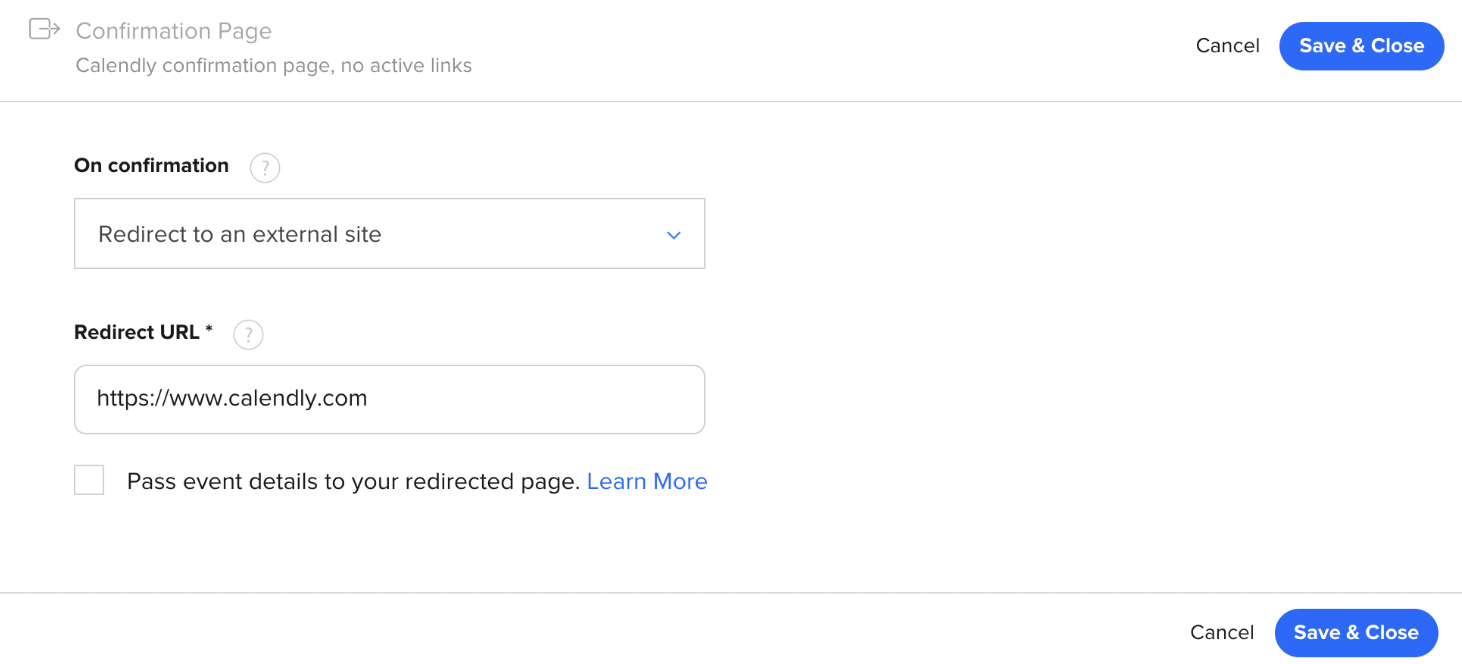 Confirmation Page
Calendly confirmation page, no active links
Cancel
Save & Close
On confirmation ?
Redirect to an external site
Redirect URL * ?
https://www.calendly.com
Pass event details to your redirected page. Learn More
Cancel
Save & Close